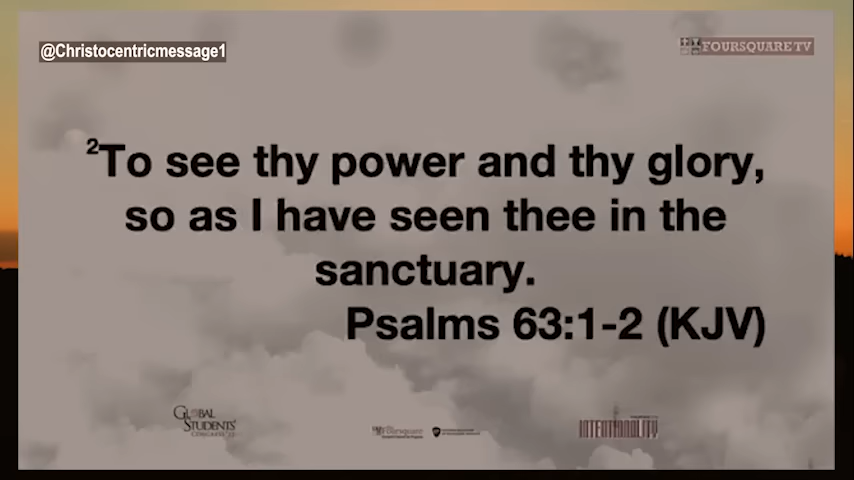 @Christocentricmessage1
FOURSQUARE TV
²To see thy power and thy glory,
so as I have seen thee in the
sanctuary.
Psalms 63:1-2 (KJV)
GLOBAL
STUDENTS'
Foursquare
INTENTIONALITY